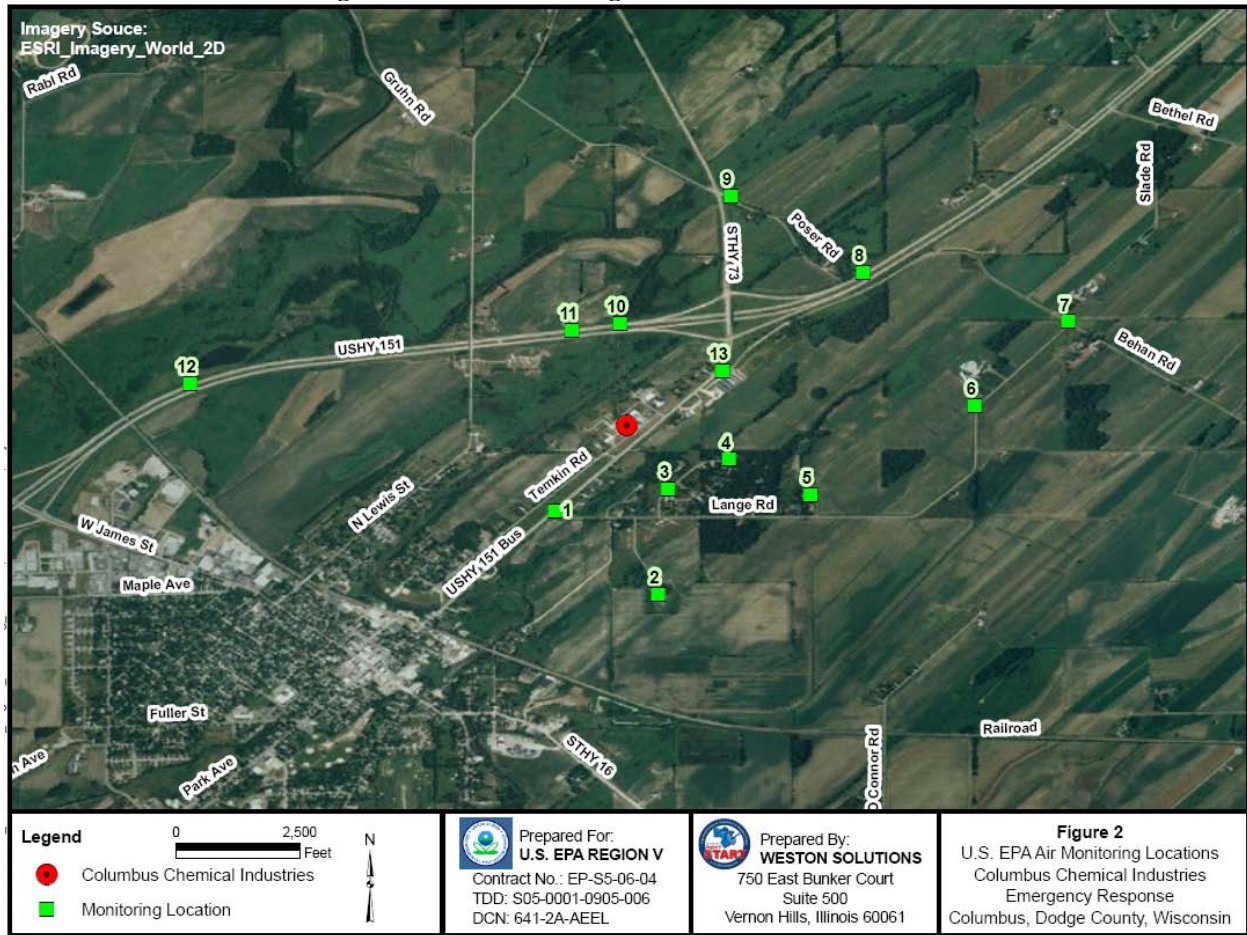 Imagery Souce:
ESRI_Imagery_World_2D
Rabl Rd
Gruhn Rd
Bethel Rd
Slade Rd
9
STHY 73
Poser Rd
8
7
Behan Rd
11
10
USHY 151
12
13
6
4
3
5
Temkin Rd
Lange Rd
1
N Lewis St
USHY 151 Bus
W James St
Maple Ave
2
Fuller St
Park Ave
n Ave
STHY 16
Railroad
O Connor Rd
Legend
0 2,500
Feet
N
Columbus Chemical Industries
Monitoring Location
Prepared For:
U.S. EPA REGION V
Contract No.: EP-S5-06-04
TDD: S05-0001-0905-006
DCN: 641-2A-AEEL
START
Prepared By:
WESTON SOLUTIONS
750 East Bunker Court
Suite 500
Vernon Hills, Illinois 60061
Figure 2
U.S. EPA Air Monitoring Locations
Columbus Chemical Industries
Emergency Response
Columbus, Dodge County, Wisconsin